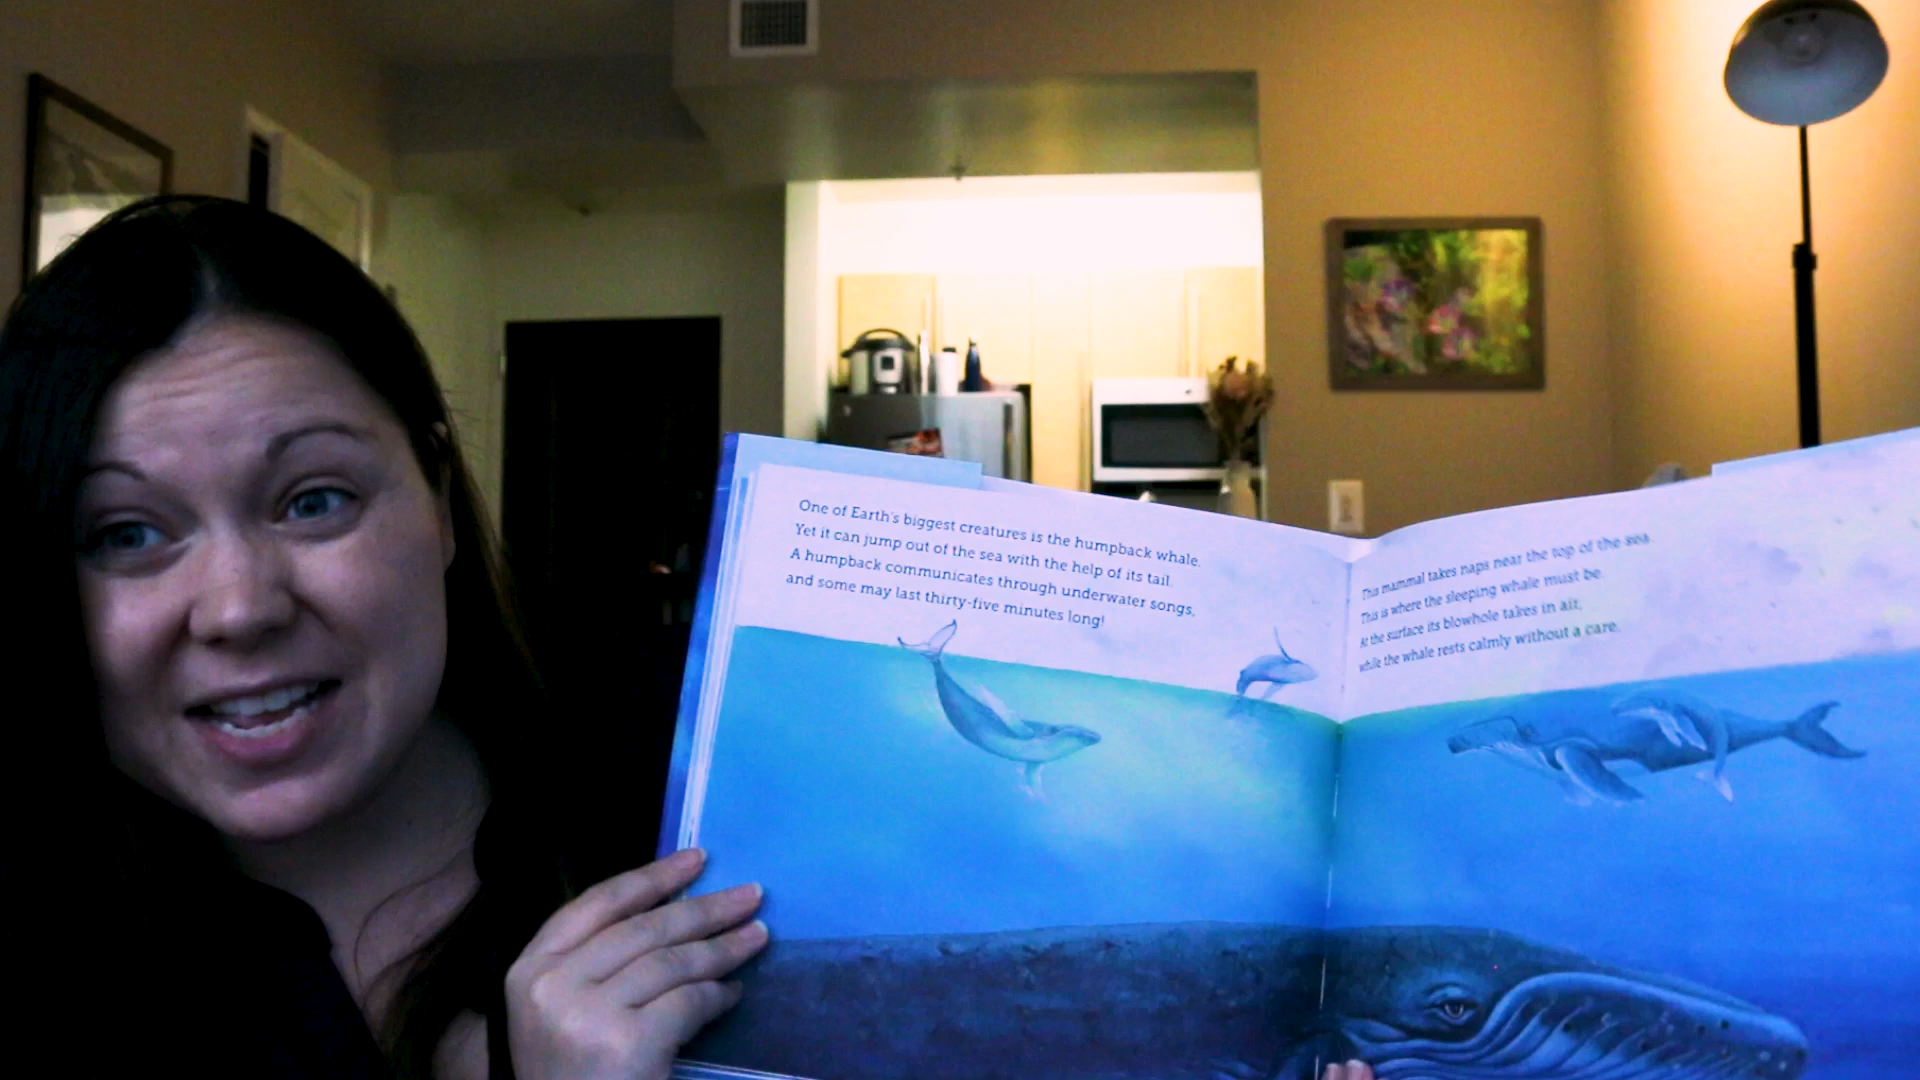 One of Earth's biggest creatures is the humpback whale.
Yet it can jump out of the sea with the help of its tail.
A humpback communicates through underwater songs,
and some may last thirty-five minutes long!
This mammal takes naps near the top of the sea.
This is where the sleeping whale must be.
At the surface its blowhole takes in air,
while the whale rests calmly without a care.